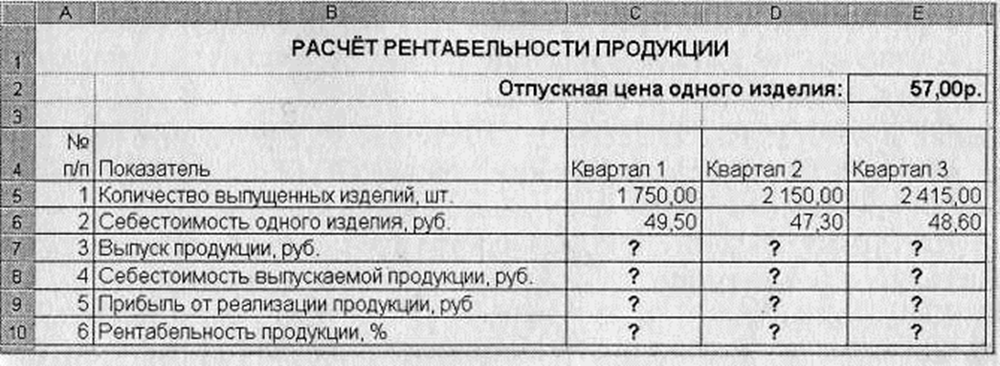 A B C D E
1 РАСЧЁТ РЕНТАБЕЛЬНОСТИ ПРОДУКЦИИ
2 Отпускная цена одного изделия: 57,00р.
3
4 № п/п Показатель Квартал 1 Квартал 2 Квартал 3
5 1 Количество выпущенных изделий, шт. 1 750,00 2 150,00 2 415,00
6 2 Себестоимость одного изделия, руб. 49,50 47,30 48,60
7 3 Выпуск продукции, руб. ? ? ?
8 4 Себестоимость выпускаемой продукции, руб. ? ? ?
9 5 Прибыль от реализации продукции, руб ? ? ?
10 6 Рентабельность продукции, % ? ? ?